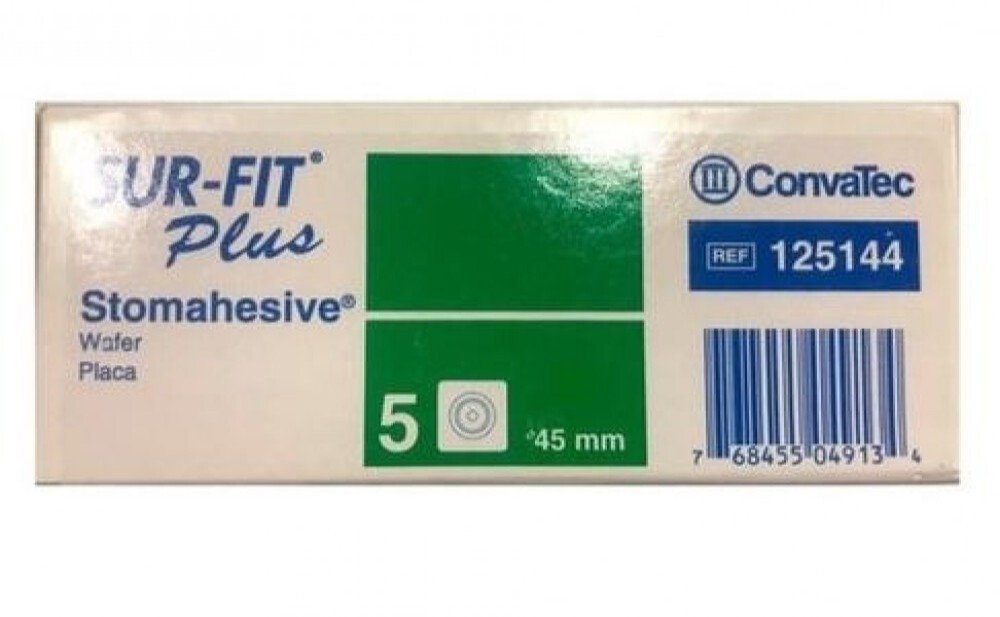 SUR-FIT®
Plus
Stomahesive®
Wafer
Placa
5
45 mm
ConvaTec
REF 125144
7 68455 04913 4